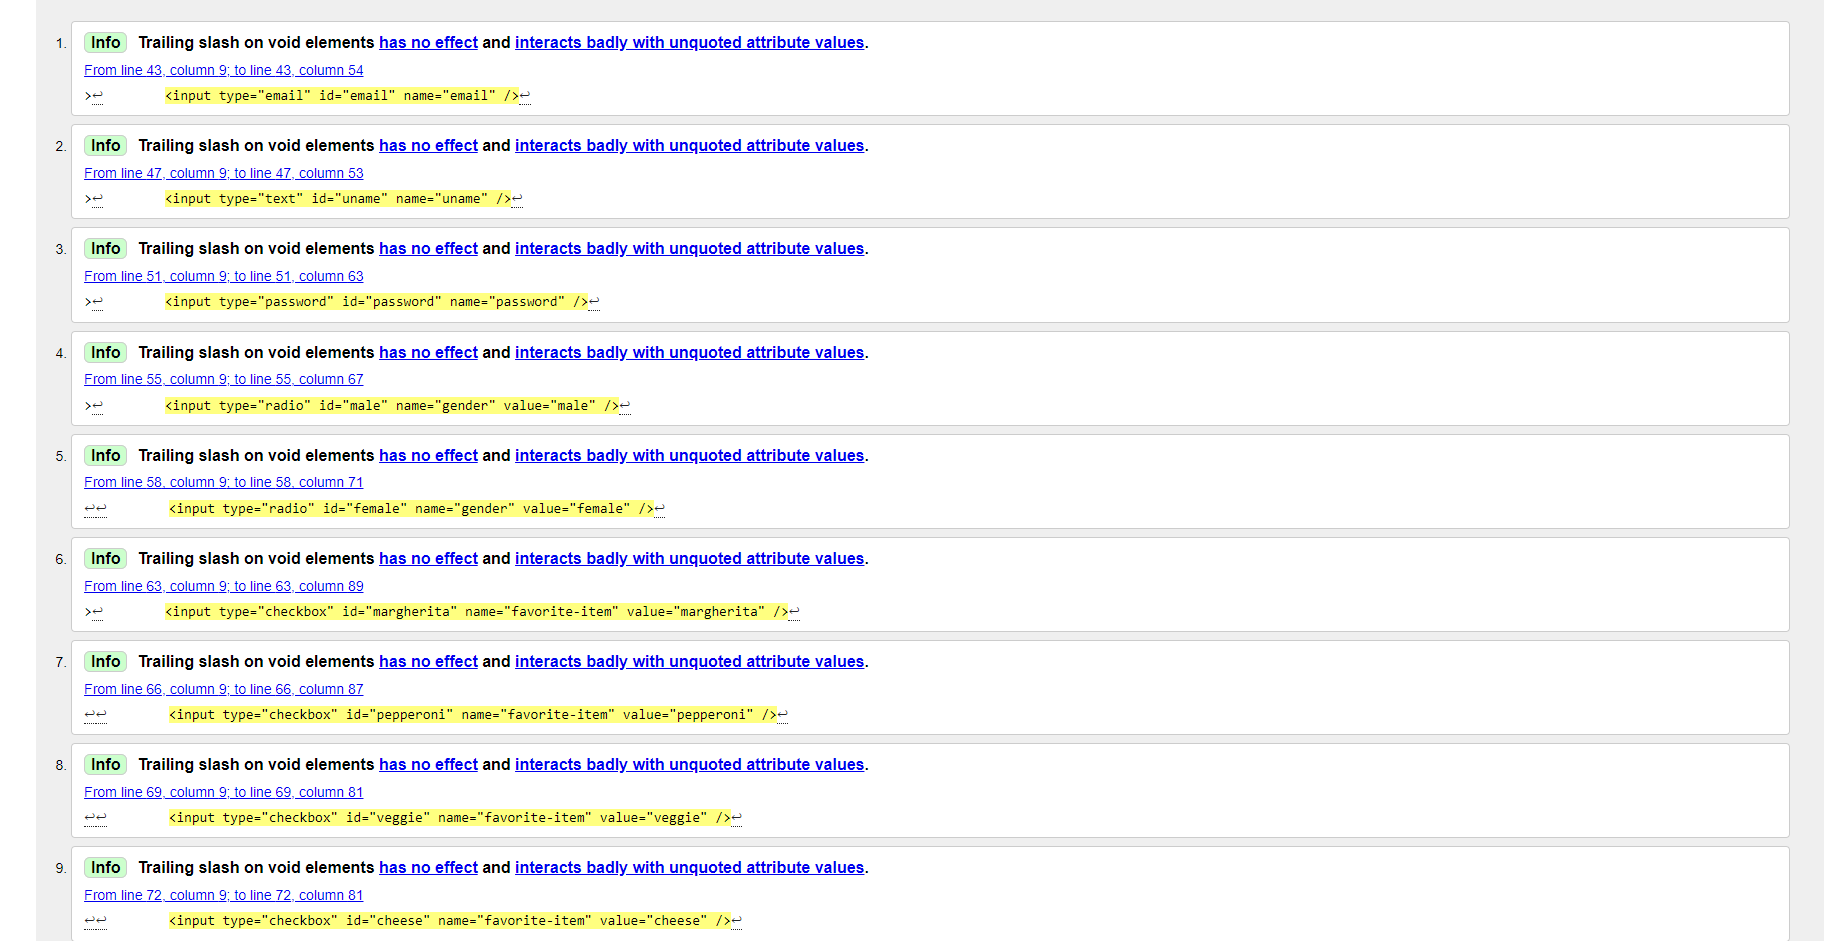 1. Info Trailing slash on void elements has no effect and interacts badly with unquoted attribute values.
From line 43, column 9; to line 43, column 54
>↩ <input type="email" id="email" name="email" />↩
2. Info Trailing slash on void elements has no effect and interacts badly with unquoted attribute values.
From line 47, column 9; to line 47, column 53
>↩ <input type="text" id="uname" name="uname" />↩
3. Info Trailing slash on void elements has no effect and interacts badly with unquoted attribute values.
From line 51, column 9; to line 51, column 63
>↩ <input type="password" id="password" name="password" />↩
4. Info Trailing slash on void elements has no effect and interacts badly with unquoted attribute values.
From line 55, column 9; to line 55, column 67
>↩ <input type="radio" id="male" name="gender" value="male" />↩
5. Info Trailing slash on void elements has no effect and interacts badly with unquoted attribute values.
From line 58, column 9; to line 58, column 71
↩↩ <input type="radio" id="female" name="gender" value="female" />↩
6. Info Trailing slash on void elements has no effect and interacts badly with unquoted attribute values.
From line 63, column 9; to line 63, column 89
>↩ <input type="checkbox" id="margherita" name="favorite-item" value="margherita" />↩
7. Info Trailing slash on void elements has no effect and interacts badly with unquoted attribute values.
From line 66, column 9; to line 66, column 87
↩↩ <input type="checkbox" id="pepperoni" name="favorite-item" value="pepperoni" />↩
8. Info Trailing slash on void elements has no effect and interacts badly with unquoted attribute values.
From line 69, column 9; to line 69, column 81
↩↩ <input type="checkbox" id="veggie" name="favorite-item" value="veggie" />↩
9. Info Trailing slash on void elements has no effect and interacts badly with unquoted attribute values.
From line 72, column 9; to line 72, column 81
↩↩ <input type="checkbox" id="cheese" name="favorite-item" value="cheese" />↩